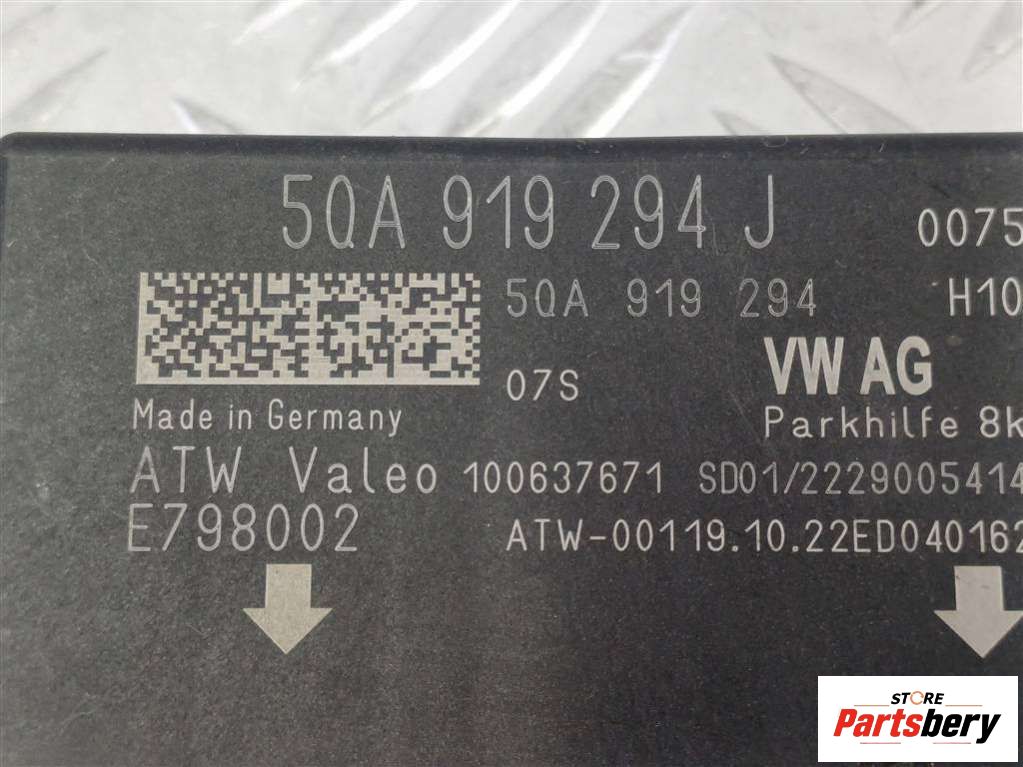 5QA 919 294 J 0075
5QA 919 294 H10
07S VW AG
Made in Germany Parkhilfe 8k
ATW Valeo 100637671 SD01/2229005414
E798002 ATW-00119.10.22ED040162
STORE
Partsbery